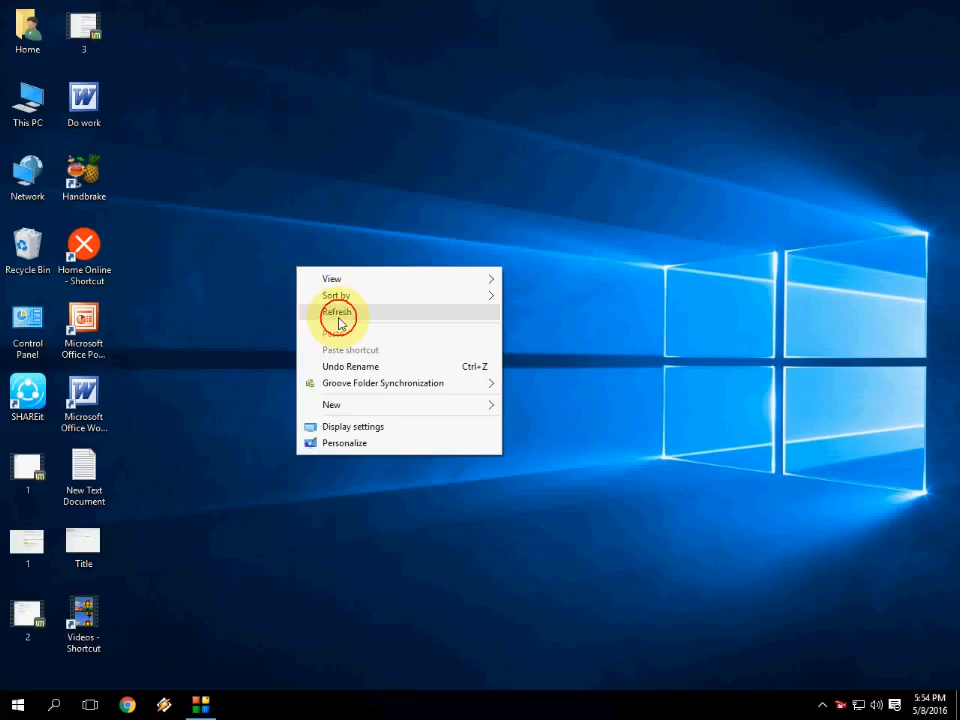 Home
3
This PC
Do work
Network
Handbrake
Recycle Bin
Home Online
- Shortcut
Control
Panel
Microsoft
Office Po...
SHAREit
Microsoft
Office Wo...
1
New Text
Document
1
Title
2
Videos -
Shortcut
View
Sort by
Refresh
Paste
Paste shortcut
Undo Rename Ctrl+Z
Groove Folder Synchronization
New
Display settings
Personalize
5:54 PM
5/8/2016